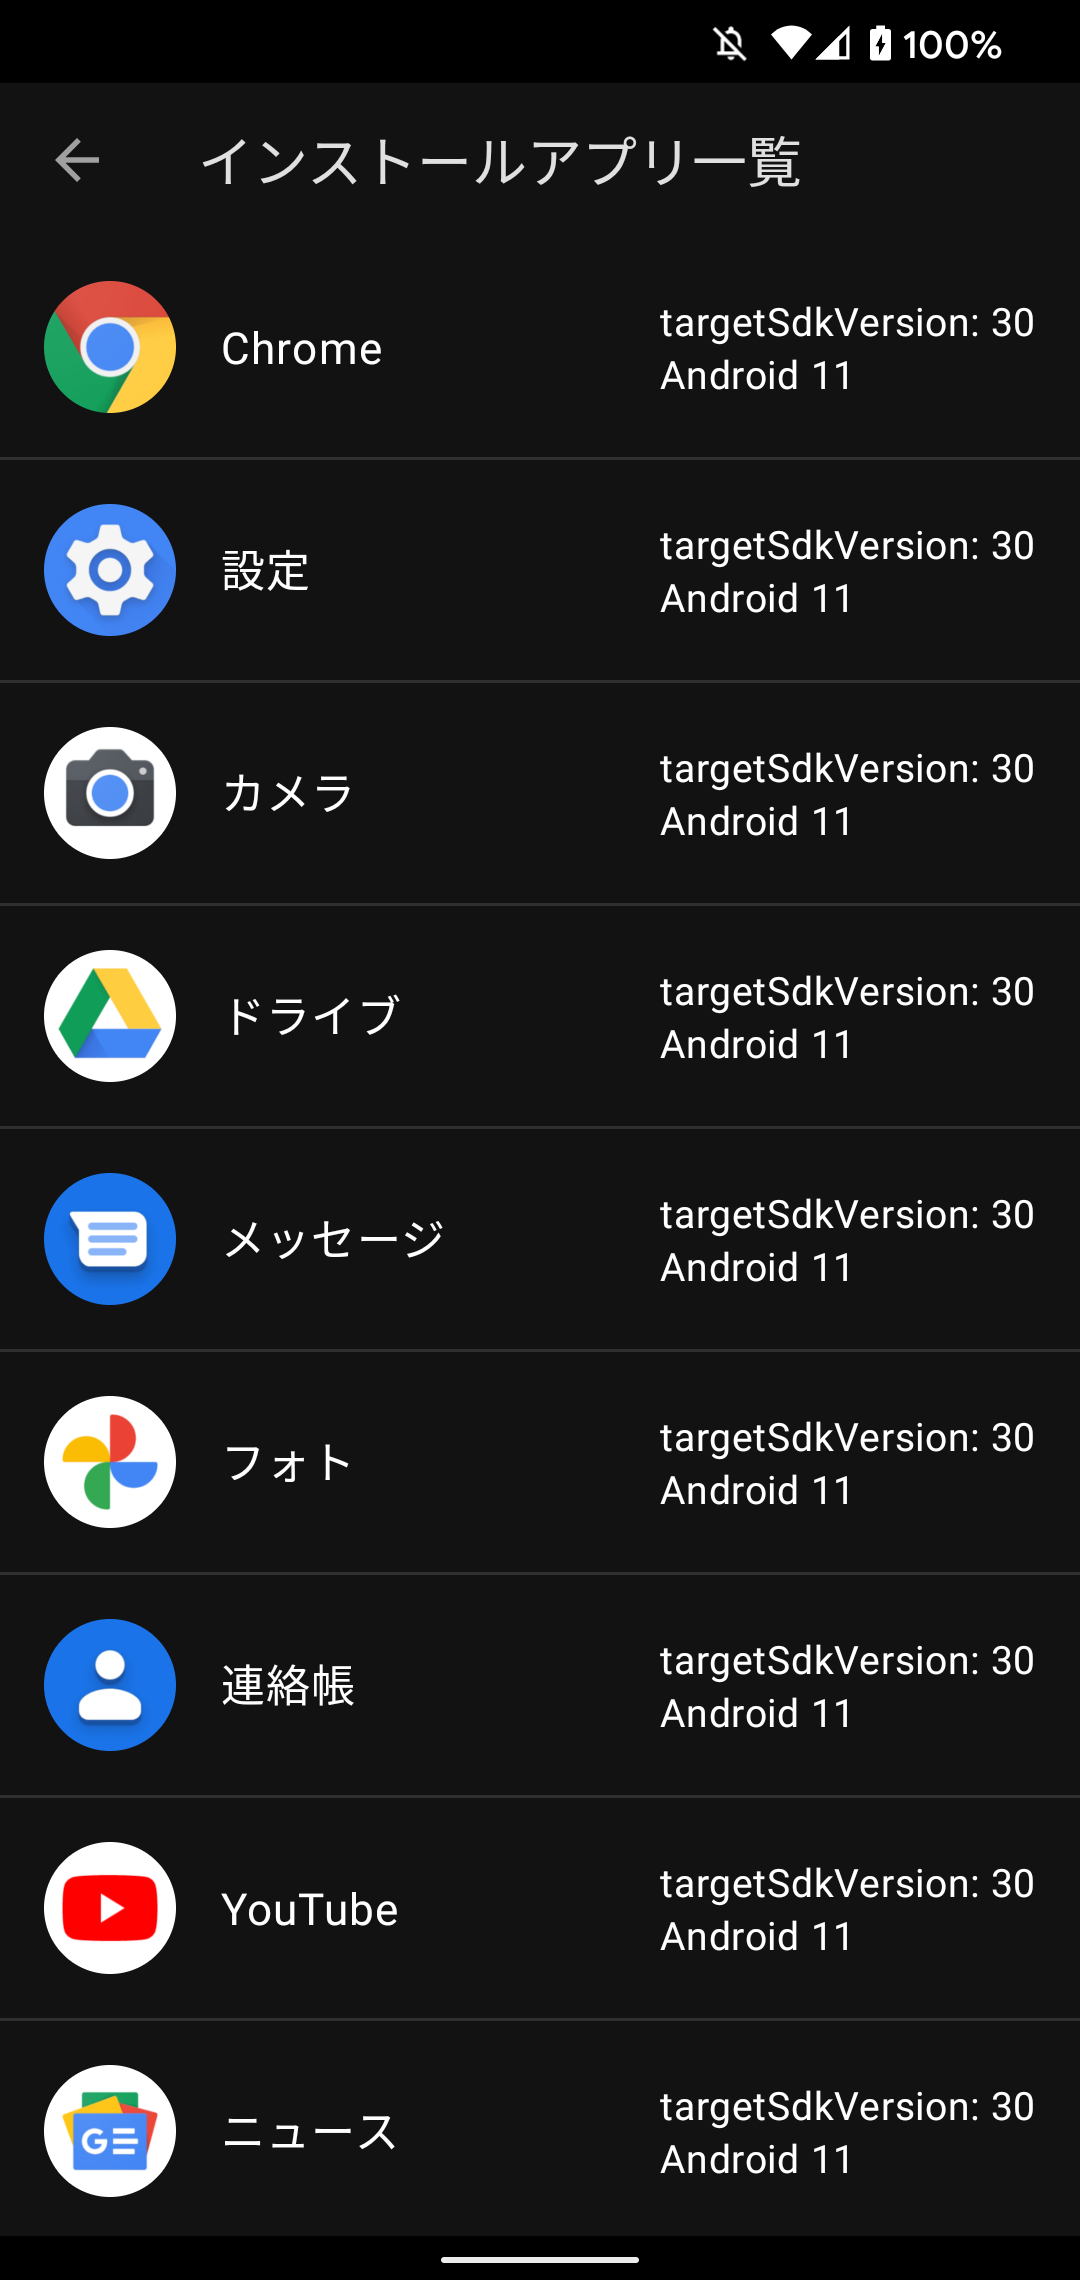 100%
インストールアプリ一覧
Chrome
targetSdkVersion: 30
Android 11
設定
targetSdkVersion: 30
Android 11
カメラ
targetSdkVersion: 30
Android 11
ドライブ
targetSdkVersion: 30
Android 11
メッセージ
targetSdkVersion: 30
Android 11
フォト
targetSdkVersion: 30
Android 11
連絡帳
targetSdkVersion: 30
Android 11
YouTube
targetSdkVersion: 30
Android 11
G
ニュース
targetSdkVersion: 30
Android 11